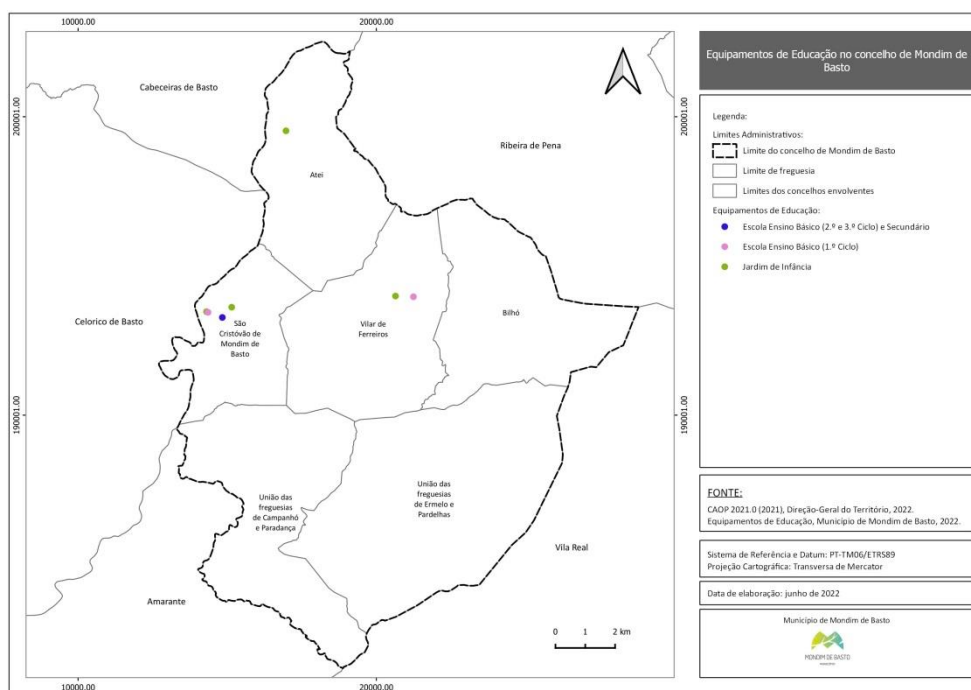 10000.00
20000.00
200001.00
200001.00
190001.00
190001.00
Cabeceiras de Basto
Ribeira de Pena
Atei
Celorico de Basto
São
Cristóvão de
Mondim de
Basto
Vilar de
Ferreiros
Bilhó
União das
freguesias
de Campanhó
e Paradança
União das
freguesias
de Ermelo e
Pardelhas
Vila Real
Amarante
0 1 2 km
10000.00
20000.00
Equipamentos de Educação no concelho de Mondim de
Basto
Legenda:
Limites Administrativos:
Limite do concelho de Mondim de Basto
Limite de freguesia
Limites dos concelhos envolventes
Equipamentos de Educação:
Escola Ensino Básico (2.º e 3.º Ciclo) e Secundário
Escola Ensino Básico (1.º Ciclo)
Jardim de Infância
FONTE:
CAOP 2021.0 (2021), Direção-Geral do Território, 2022.
Equipamentos de Educação, Município de Mondim de Basto, 2022.
Sistema de Referência e Datum: PT-TM06/ETRS89
Projeção Cartográfica: Transversa de Mercator
Data de elaboração: junho de 2022
Município de Mondim de Basto
MONDIM DE BASTO